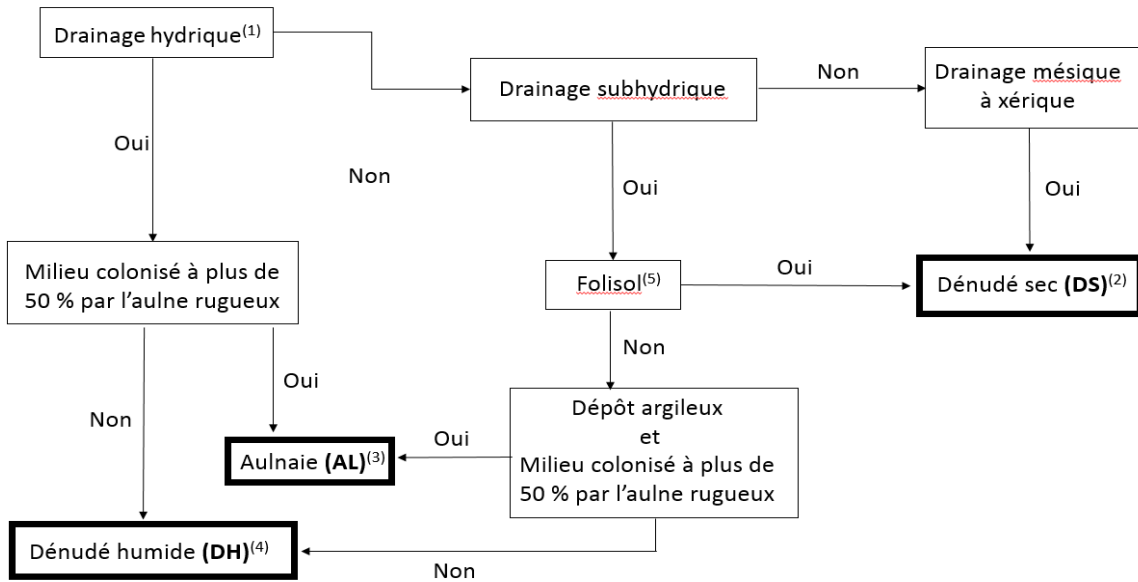 Drainage hydrique(1)
Drainage subhydrique
Non
Drainage mésique
à xérique
Oui
Non
Oui
Oui
Milieu colonisé à plus de
50 % par l’aulne rugueux
Folisol(5)
Oui
Dénudé sec (DS)(2)
Non
Oui
Non
Dépôt argileux
et
Milieu colonisé à plus de
50 % par l’aulne rugueux
Oui
Aulnaie (AL)(3)
Dénudé humide (DH)(4)
Non